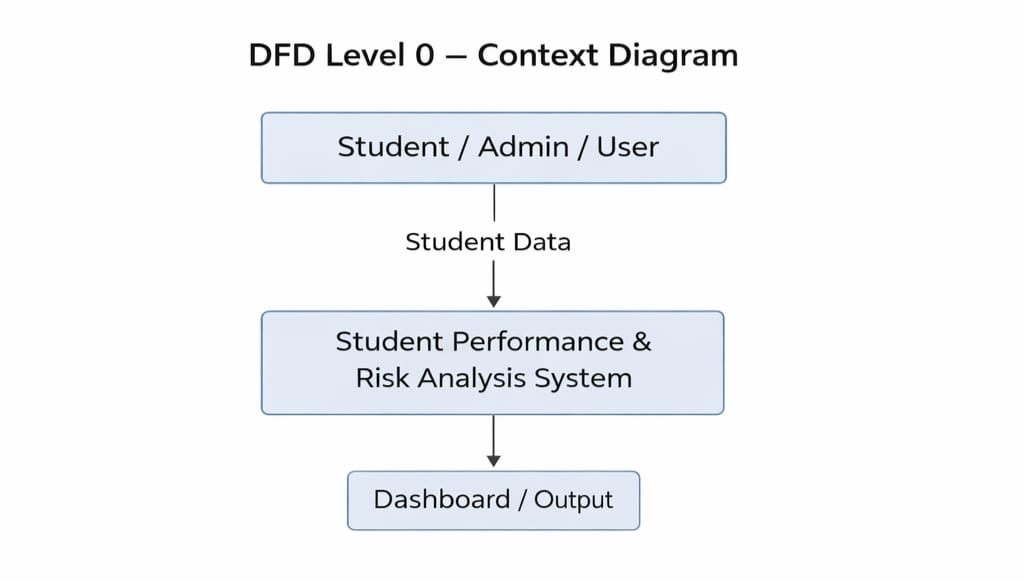 DFD Level 0 – Context Diagram
Student / Admin / User
Student Data
Student Performance &
Risk Analysis System
Dashboard / Output